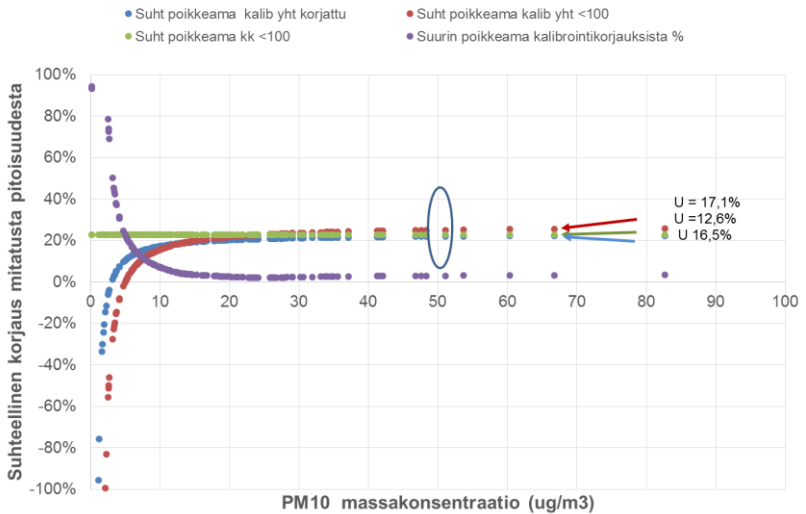 Suht poikkeama  kalib yht korjattu
Suht poikkeama kalib yht <100
Suht poikkeama kk <100
Suurin poikkeama kalibrointikorjauksista %
Suhteellinen korjaus mitatusta pitoisuudesta
100%
80%
60%
40%
20%
0%
-20%
-40%
-60%
-80%
-100%
0
10
20
30
40
50
60
70
80
90
100
U = 17,1%
U =12,6%
U 16,5%
PM10  massakonsentraatio (ug/m3)